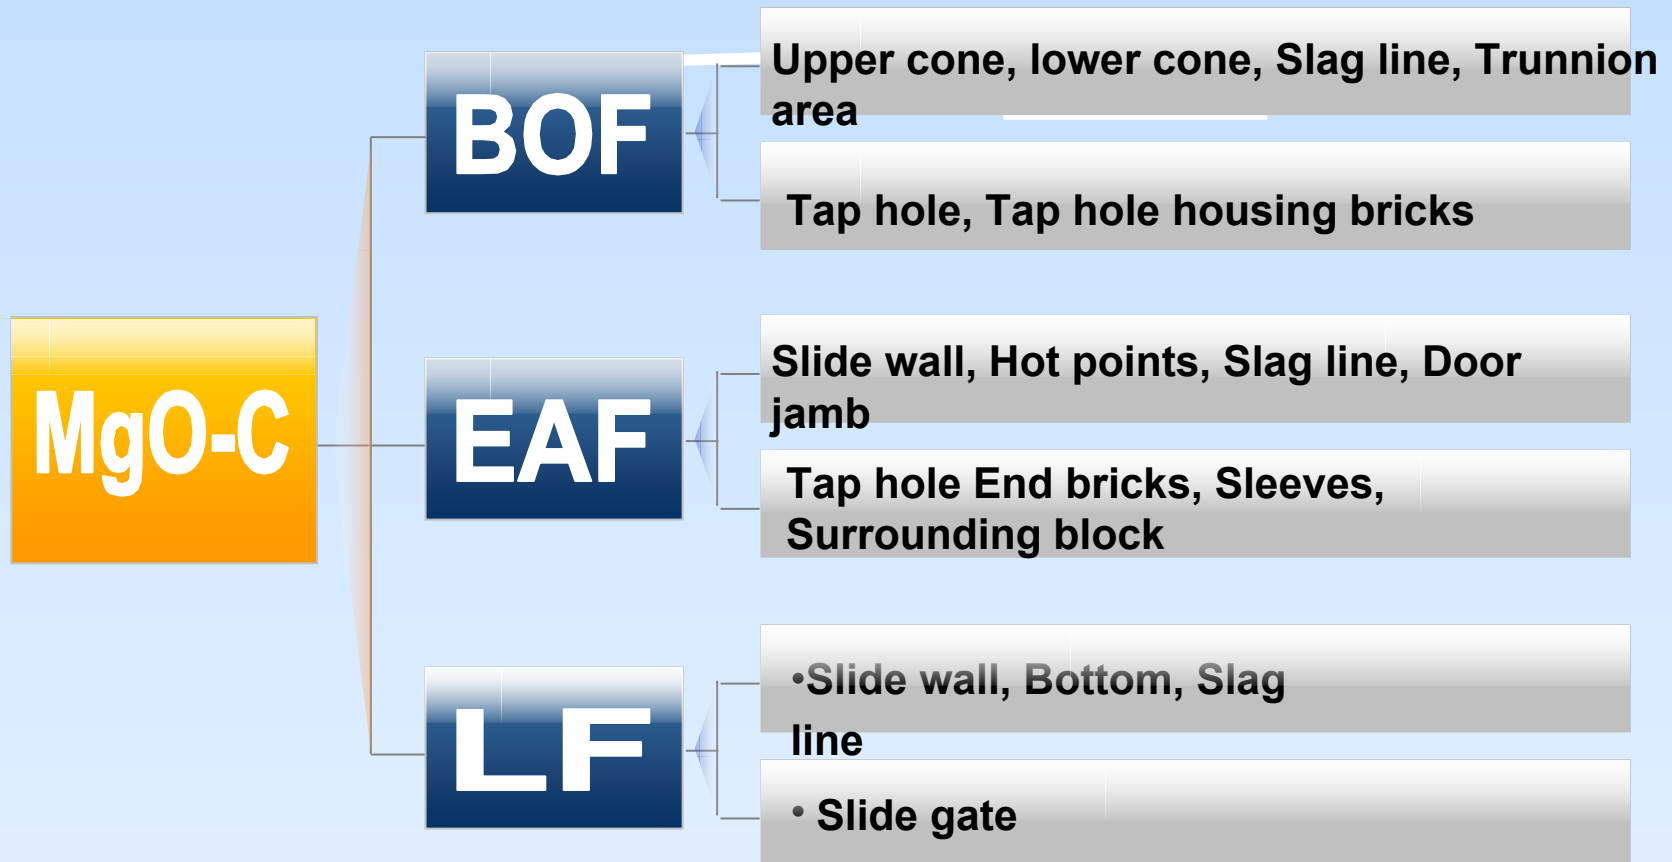 MgO-C
BOF
Upper cone, lower cone, Slag line, Trunnion
area
Tap hole, Tap hole housing bricks
EAF
Slide wall, Hot points, Slag line, Door
jamb
Tap hole End bricks, Sleeves,
Surrounding block
LF
•Slide wall, Bottom, Slag
line
• Slide gate